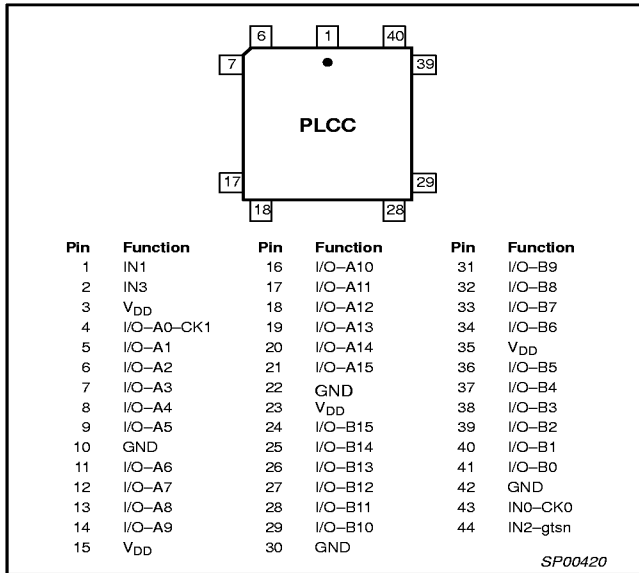 6 1 40
7 39
PLCC
17 29
18 28
Pin Function Pin Function Pin Function
1 IN1 16 I/O–A10 31 I/O–B9
2 IN3 17 I/O–A11 32 I/O–B8
3 VDD 18 I/O–A12 33 I/O–B7
4 I/O–A0–CK1 19 I/O–A13 34 I/O–B6
5 I/O–A1 20 I/O–A14 35 VDD
6 I/O–A2 21 I/O–A15 36 I/O–B5
7 I/O–A3 22 GND 37 I/O–B4
8 I/O–A4 23 VDD 38 I/O–B3
9 I/O–A5 24 I/O–B15 39 I/O–B2
10 GND 25 I/O–B14 40 I/O–B1
11 I/O–A6 26 I/O–B13 41 I/O–B0
12 I/O–A7 27 I/O–B12 42 GND
13 I/O–A8 28 I/O–B11 43 IN0–CK0
14 I/O–A9 29 I/O–B10 44 IN2–gtsn
15 VDD 30 GND
SP00420